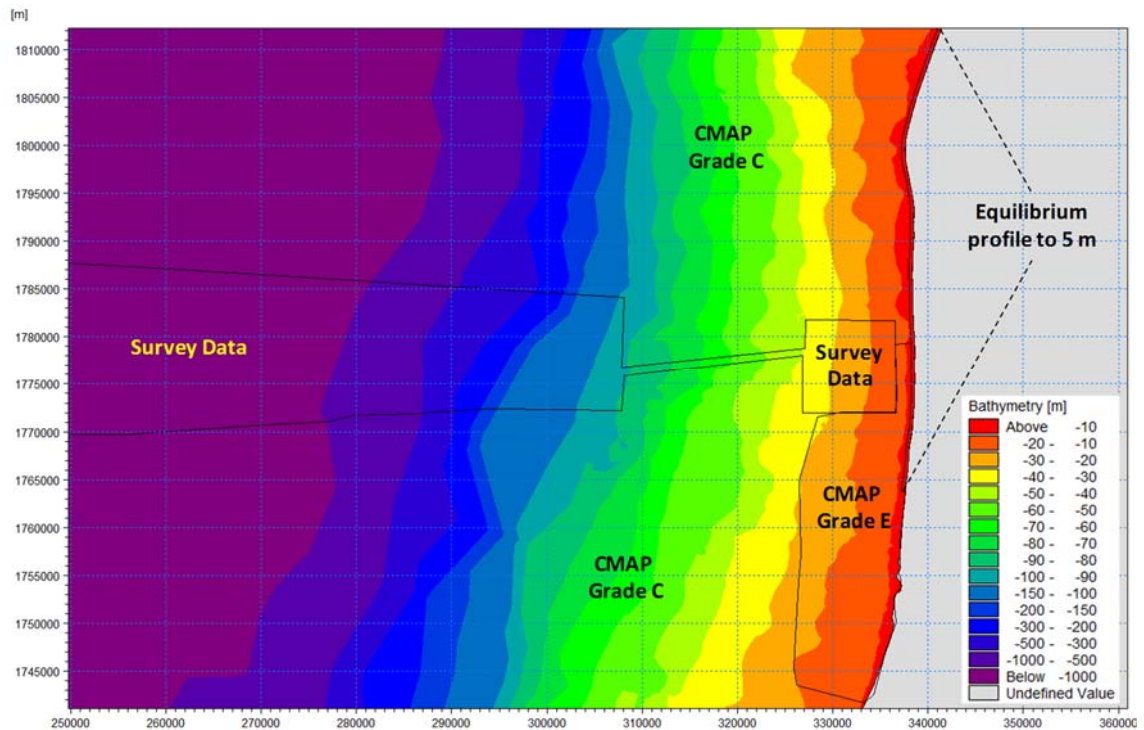 [m]
1810000
1805000
1800000
1795000
1790000
1785000
1780000
1775000
1770000
1765000
1760000
1755000
1750000
1745000
250000 260000 270000 280000 290000 300000 310000 320000 330000 340000 350000 360000
CMAP
Grade C
Equilibrium
profile to 5 m
Survey Data
Survey
Data
CMAP
Grade E
CMAP
Grade C
Bathymetry [m]
Above -10
-20 - -10
-30 - -20
-40 - -30
-50 - -40
-60 - -50
-70 - -60
-80 - -70
-90 - -80
-100 - -90
-150 - -100
-200 - -150
-300 - -200
-500 - -300
-1000 - -500
Below -1000
Undefined Value